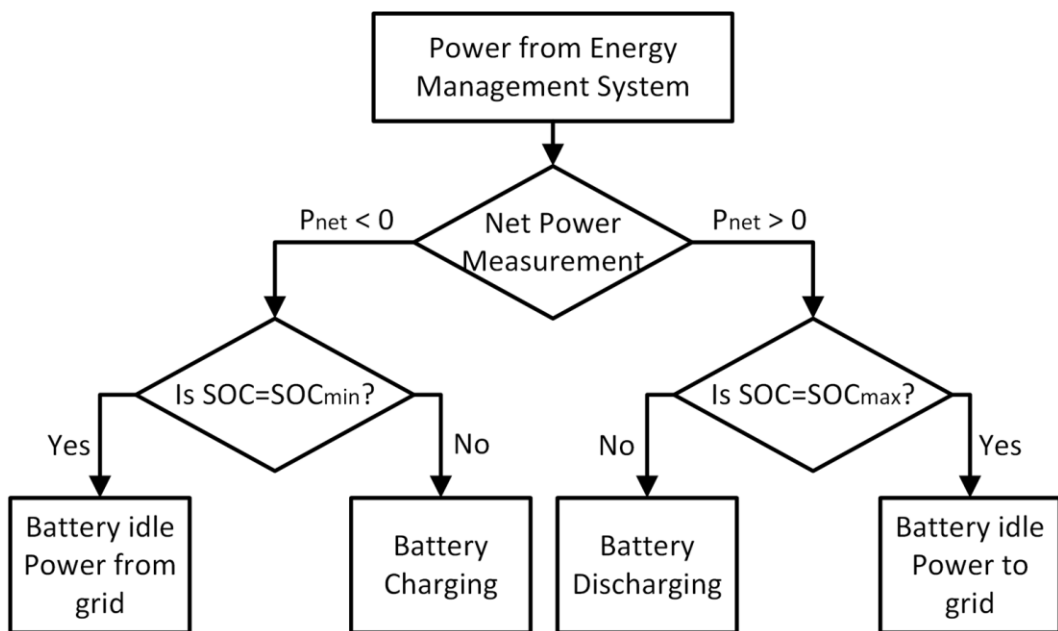 Power from Energy
Management System
Pnet < 0
Net Power
Measurement
Pnet > 0
Is SOC=SOCmin?
Is SOC=SOCmax?
Yes
No
No
Yes
Battery idle
Power from
grid
Battery
Charging
Battery
Discharging
Battery idle
Power to
grid